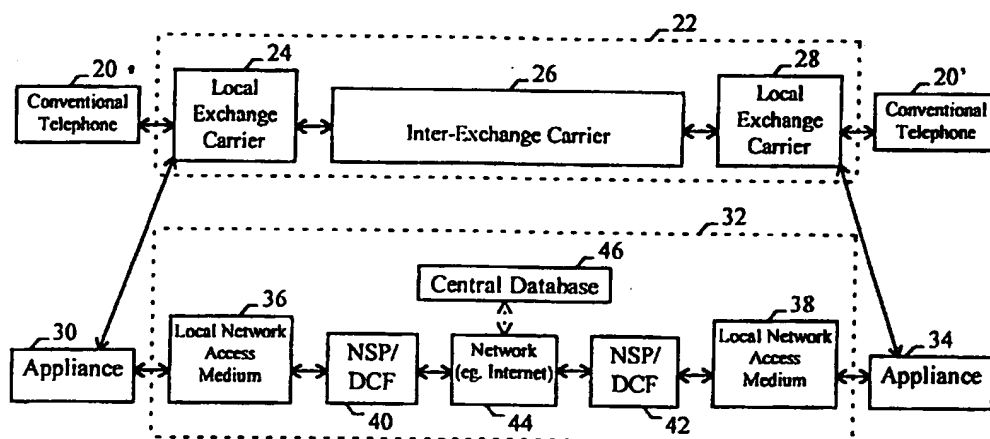 22
20
24
26
28
20'
Conventional
Telephone
Local
Exchange
Carrier
Inter-Exchange Carrier
Local
Exchange
Carrier
Conventional
Telephone
32
46
Central Database
30
36
38
34
Appliance
Local Network
Access
Medium
NSP/
DCF
Network
(eg. Internet)
NSP/
DCF
Local Network
Access
Medium
Appliance
40
44
42